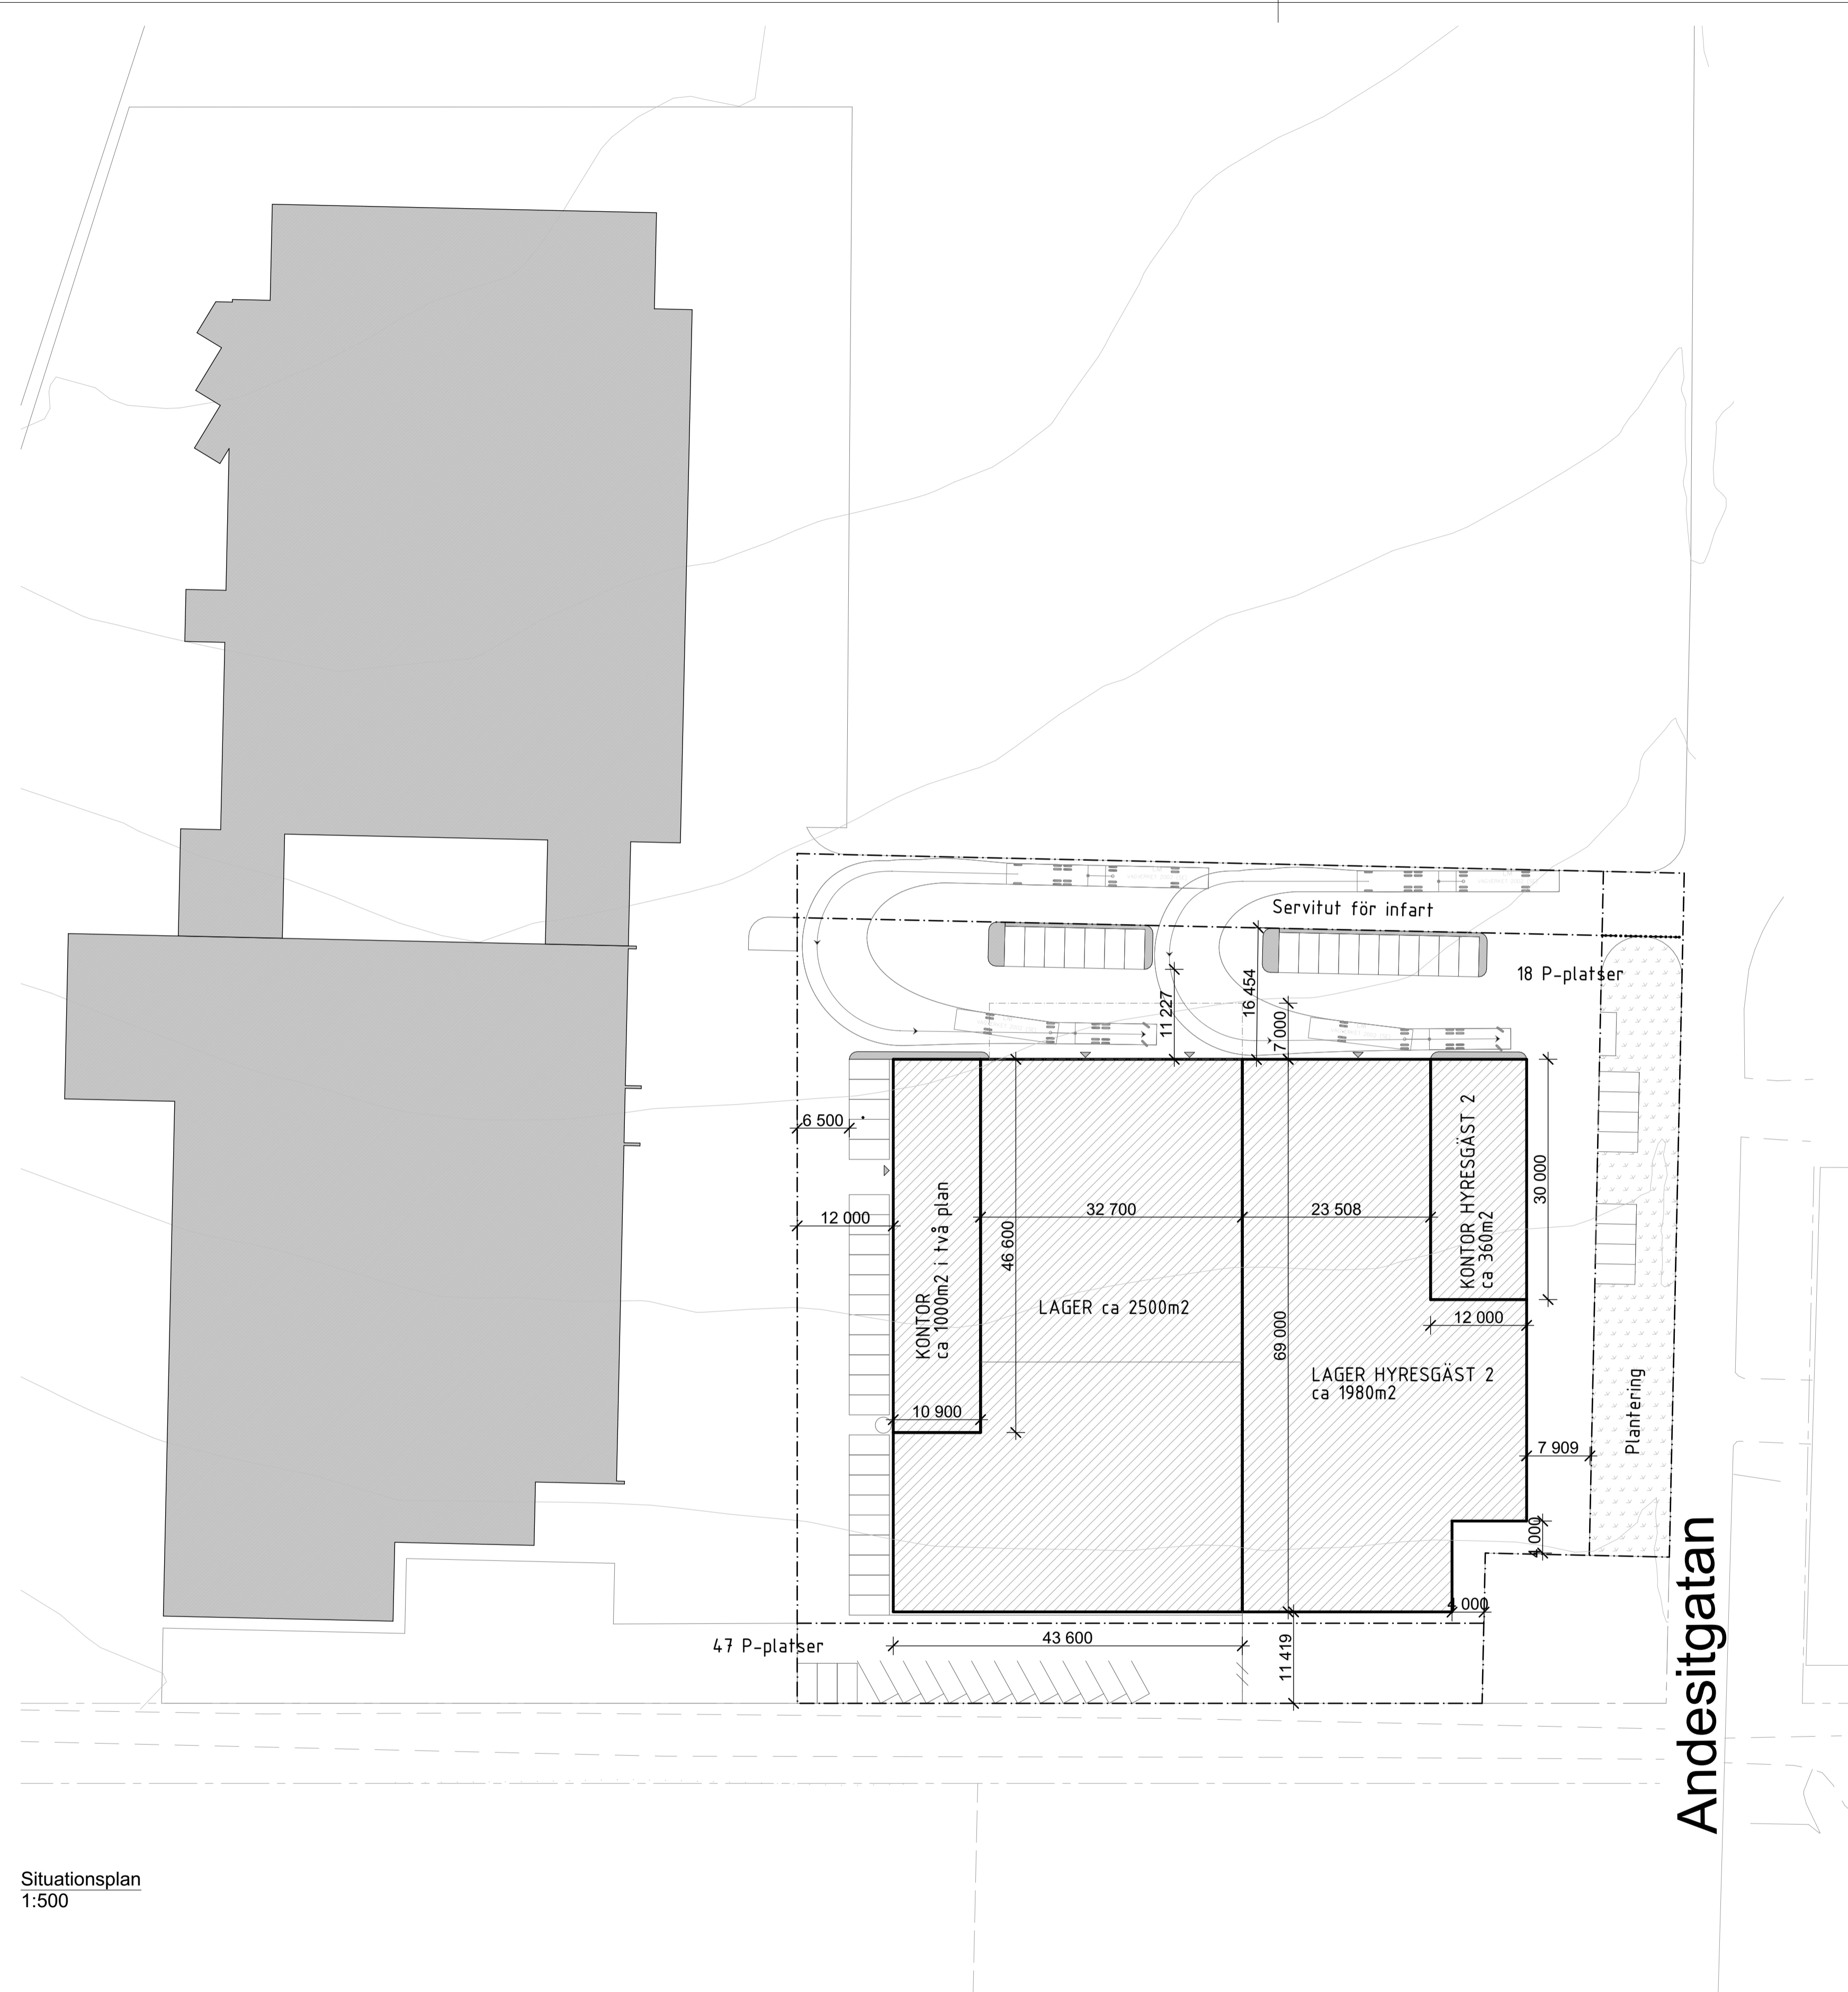 Servitut för infart
18 P-platser
11 227
16 454
7 000
6 500
12 000
KONTOR
ca 1000m2 i två plan
46 600
32 700
23 508
KONTOR HYRESGÄST 2
ca 360m2
30 000
LAGER ca 2500m2
69 000
12 000
LAGER HYRESGÄST 2
ca 1980m2
10 900
7 909
Plantering
4 000
4 000
47 P-platser
43 600
11 419
Andesitgatan
Situationsplan
1:500